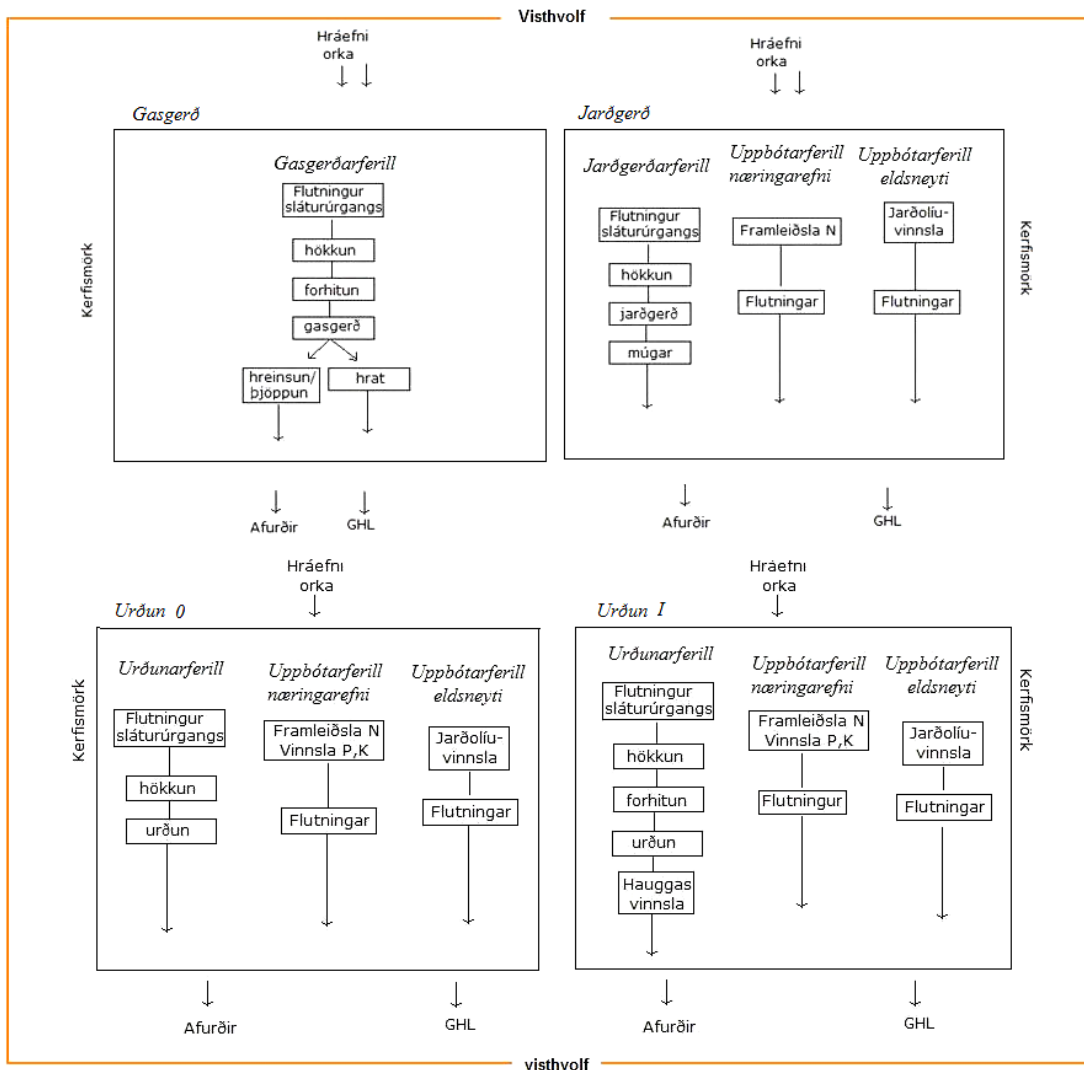 Visthvolf
Hráefni
orka
Gasgerð
Kerfismörk
Gasgerðarferill
Flutningur
sláturúrgangs
hökkun
forhitun
gasgerð
hreinsun/
þjöppun
hrat
Afurðir
GHL
Hráefni
orka
Jarðgerð
Jarðgerðarferill
Flutningur
sláturúrgangs
hökkun
jarðgerð
múgar
Uppbótarferill
næringarefni
Framleiðsla N
Flutningar
Uppbótarferill
eldsneyti
Jarðolíu-
vinnsla
Flutningar
Kerfismörk
Afurðir
GHL
Hráefni
orka
Urðun 0
Kerfismörk
Urðunarferill
Flutningur
sláturúrgangs
hökkun
urðun
Uppbótarferill
næringarefni
Framleiðsla N
Vinnsla P,K
Flutningar
Uppbótarferill
eldsneyti
Jarðolíu-
vinnsla
Flutningar
Afurðir
GHL
Hráefni
orka
Urðun I
Urðunarferill
Flutningur
sláturúrgangs
hökkun
forhitun
urðun
Hauggas
vinnsla
Uppbótarferill
næringarefni
Framleiðsla N
Vinnsla P,K
Flutningur
Uppbótarferill
eldsneyti
Jarðolíu-
vinnsla
Flutningar
Kerfismörk
Afurðir
GHL
visthvolf